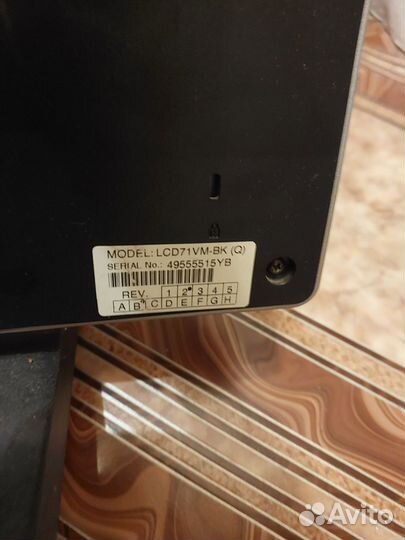 MODEL: LCD71VM-BK (Q)
SERIAL No.: 49555515YB
REV. 1 2 3 4 5
A B C D E F G H
Avito